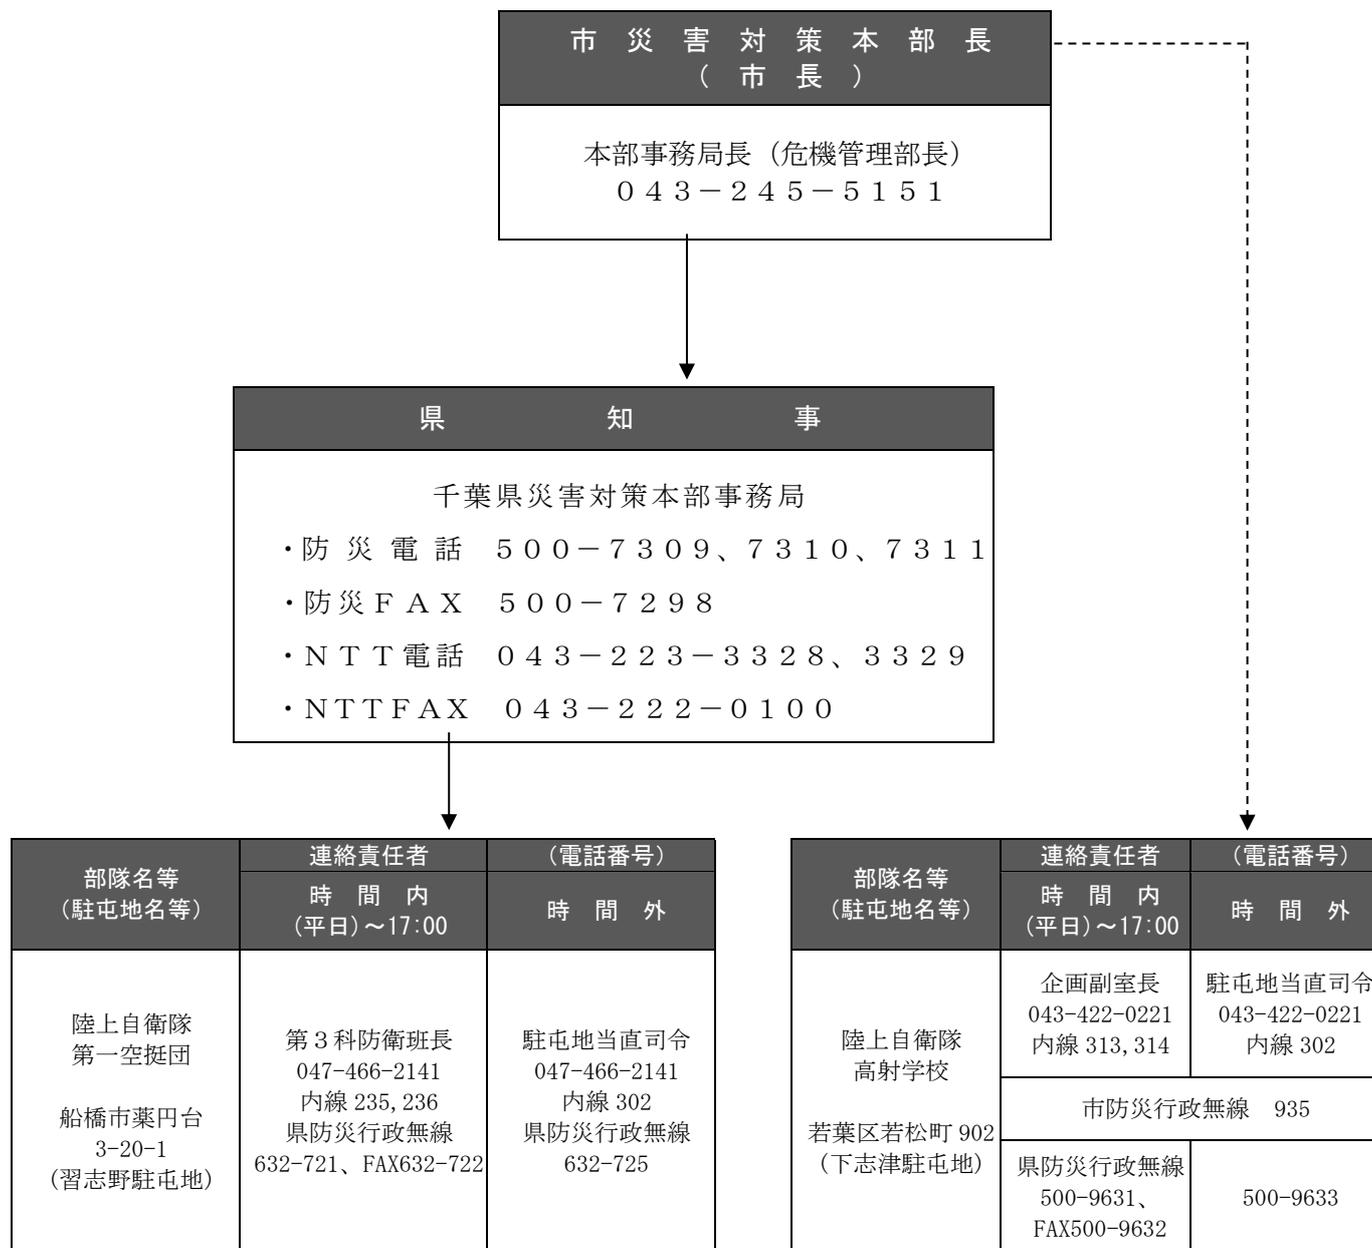 市　災　害　対　策　本　部　長
（　市　長　）
本部事務局長（危機管理部長）
０４３－２４５－５１５１
県　知　事
千葉県災害対策本部事務局
・防 災 電 話　５００－７３０９、７３１０、７３１１
・防災ＦＡＸ　５００－７２９８
・ＮＴＴ電話　０４３－２２３－３３２８、３３２９
・ＮＴＴＦＡＸ　０４３－２２２－０１００
部隊名等
（駐屯地名等）
連絡責任者
（電話番号）
時　間　内
(平日)～17:00
時　間　外
陸上自衛隊
第一空挺団
船橋市薬円台
3-20-1
(習志野駐屯地)
第３科防衛班長
047-466-2141
内線 235,236
県防災行政無線
632-721、FAX632-722
駐屯地当直司令
047-466-2141
内線 302
県防災行政無線
632-725
部隊名等
（駐屯地名等）
連絡責任者
（電話番号）
時　間　内
(平日)～17:00
時　間　外
陸上自衛隊
高射学校
若葉区若松町 902
(下志津駐屯地)
企画副室長
043-422-0221
内線 313,314
駐屯地当直司令
043-422-0221
内線 302
市防災行政無線　935
県防災行政無線
500-9631、
FAX500-9632
500-9633